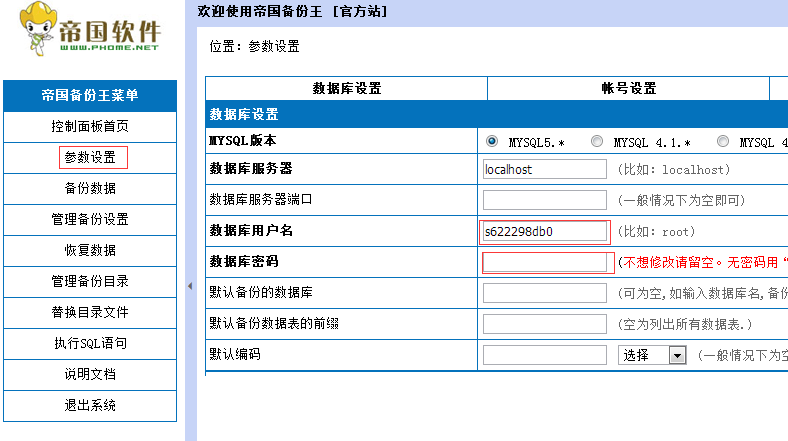 帝国软件
WWW.PHOME.NET
帝国备份王菜单
控制面板首页
参数设置
备份数据
管理备份设置
恢复数据
管理备份目录
替换目录文件
执行SQL语句
说明文档
退出系统
欢迎使用帝国备份王 [官方站]
位置：参数设置
数据库设置 帐号设置
数据库设置
MYSQL版本 MYSQL5.* MYSQL 4.1.* MYSQL 4
数据库服务器 localhost (比如：localhost)
数据库服务器端口 (一般情况下为空即可)
数据库用户名 s622298db0 (比如：root)
数据库密码 (不想修改请留空。无密码用“
默认备份的数据库 (可为空,如输入数据库名,备份
默认备份数据表的前缀 (空为列出所有数据表.)
默认编码 选择 (一般情况下为空